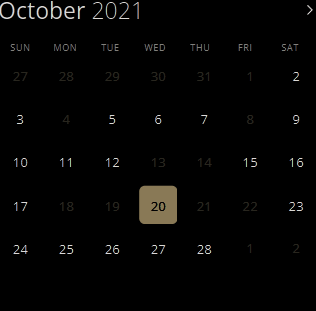 October 2021
SUN MON TUE WED THU FRI SAT
27 28 29 30 31 1 2
3 4 5 6 7 8 9
10 11 12 13 14 15 16
17 18 19 20 21 22 23
24 25 26 27 28 1 2